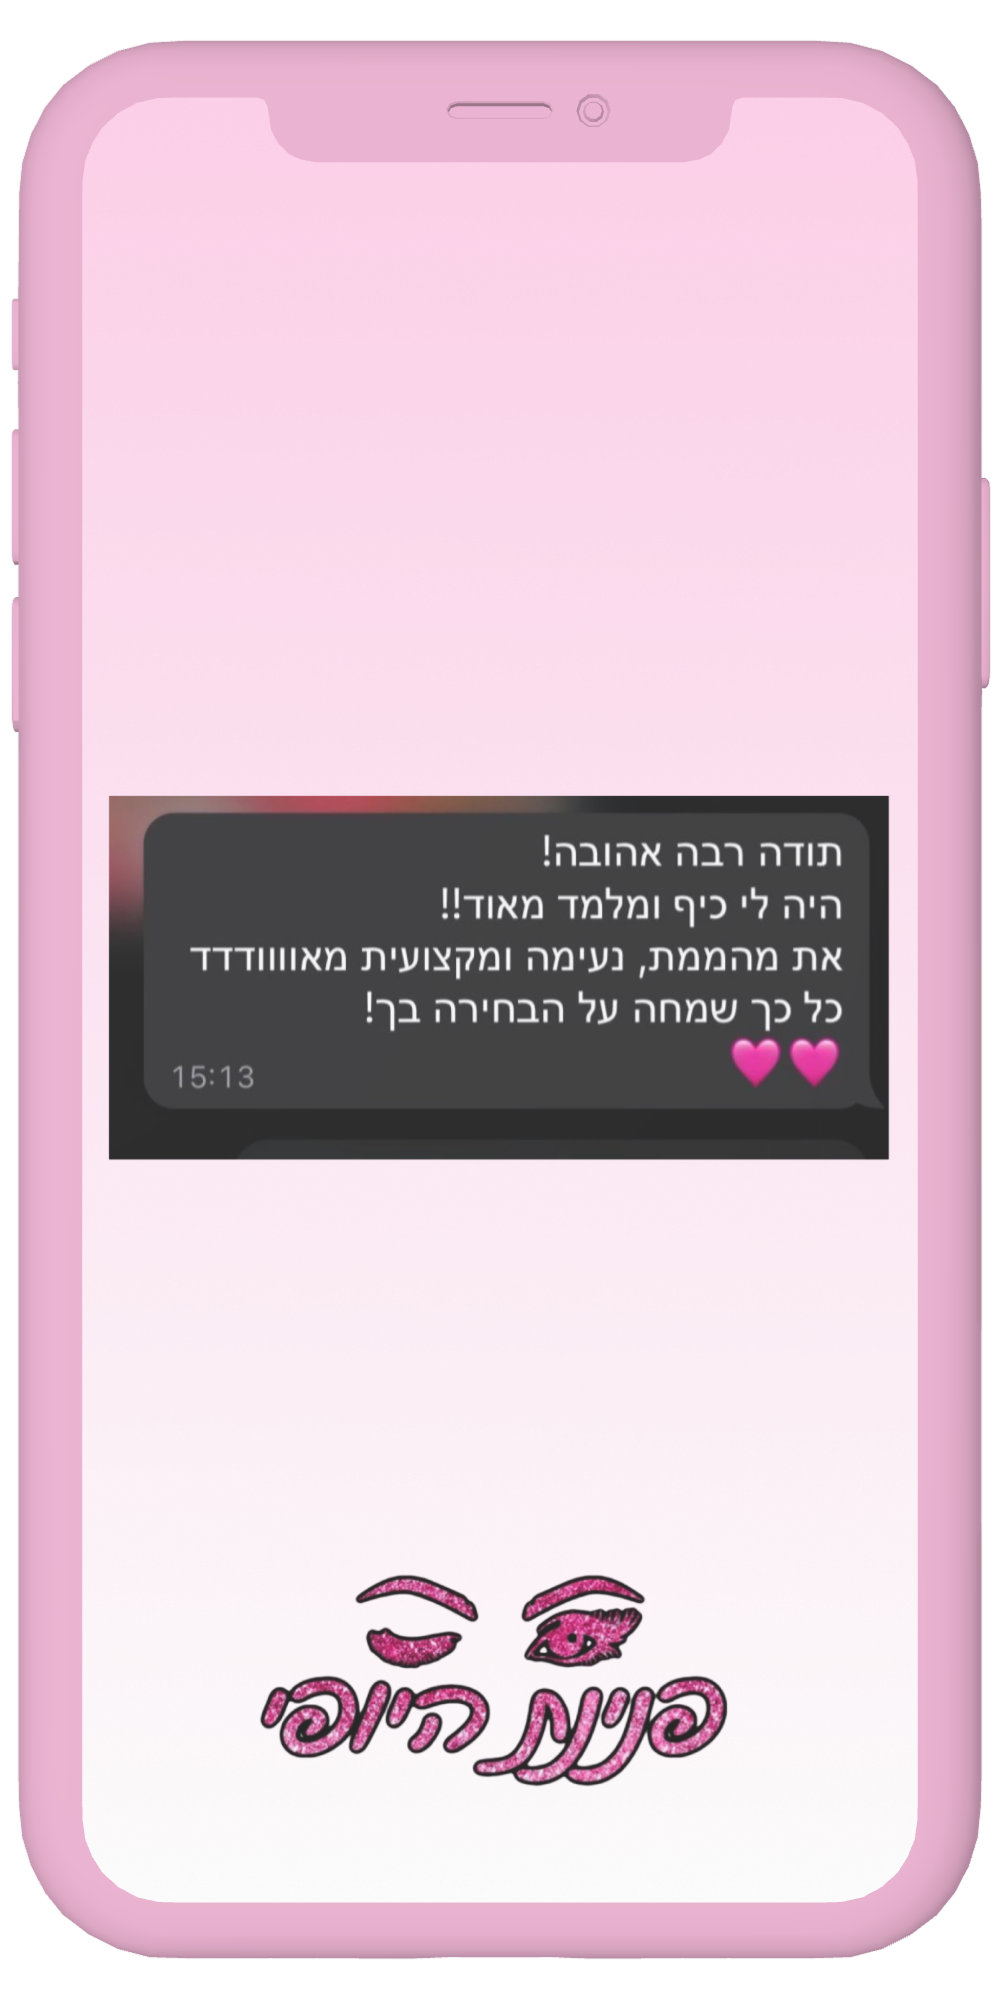 תודה רבה אהובה!
היה לי כיף ומלמד מאוד!!
את מהממת, נעימה ומקצועית מאווווודדד
כל כך שמחה על הבחירה בך!
🩷🩷
15:13
פנינת היופי